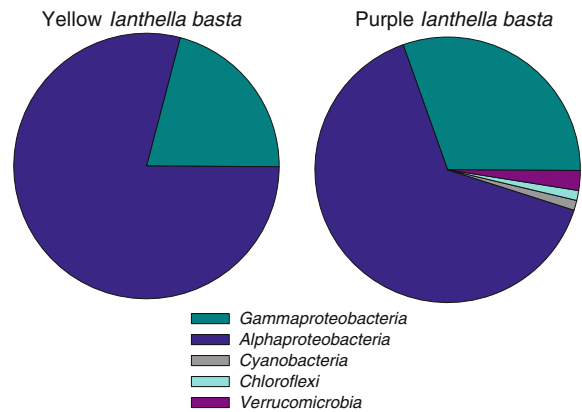 Yellow Ianthella basta
Purple Ianthella basta
Gammaproteobacteria
Alphaproteobacteria
Cyanobacteria
Chloroflexi
Verrucomicrobia